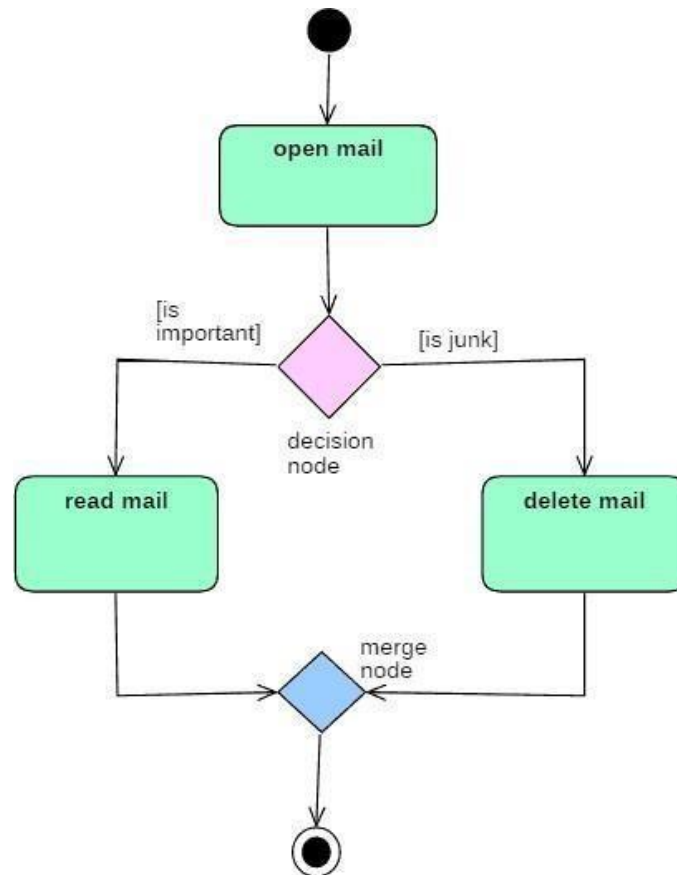 open mail
[is
important]
[is junk]
decision
node
read mail
delete mail
merge
node